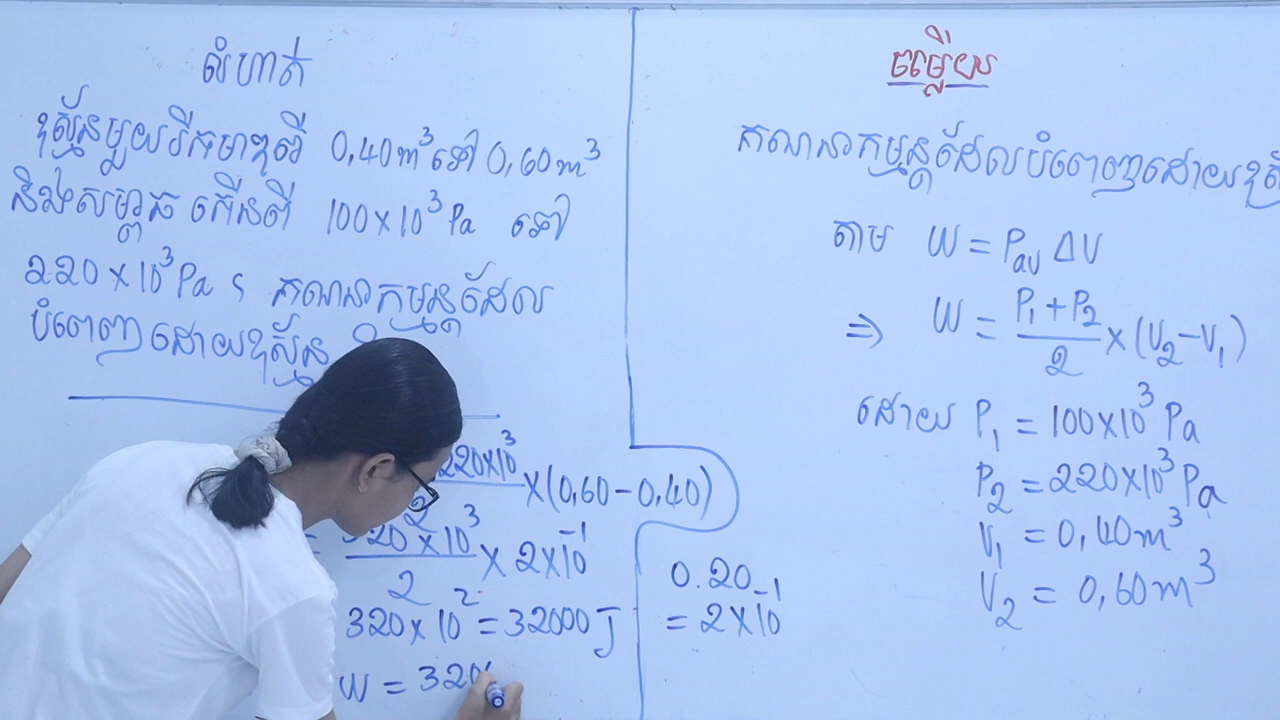 លំហាត់
ឧស្ម័នមួយរីកមាឌពី 0,40m³ ទៅ 0,60m³
និងសម្ពាធ កើនពី 100×10³ Pa ទៅ
220×10³ Pa ។ គណនាកម្មន្តដែល
បំពេញដោយឧស្ម័ន
220×10³
2
×(0,60-0,40)
320×10³
2
× 2×10⁻¹
320×10² = 32000 J
W = 320
0.20
= 2×10⁻¹
ចម្លើយ
គណនាកម្មន្តដែលបំពេញដោយ
តាម W = Pav ΔV
⇒ W = P₁+P₂/2 ×(V₂-V₁)
ដោយ P₁ = 100×10³ Pa
P₂ = 220×10³ Pa
V₁ = 0,40m³
V₂ = 0,60m³